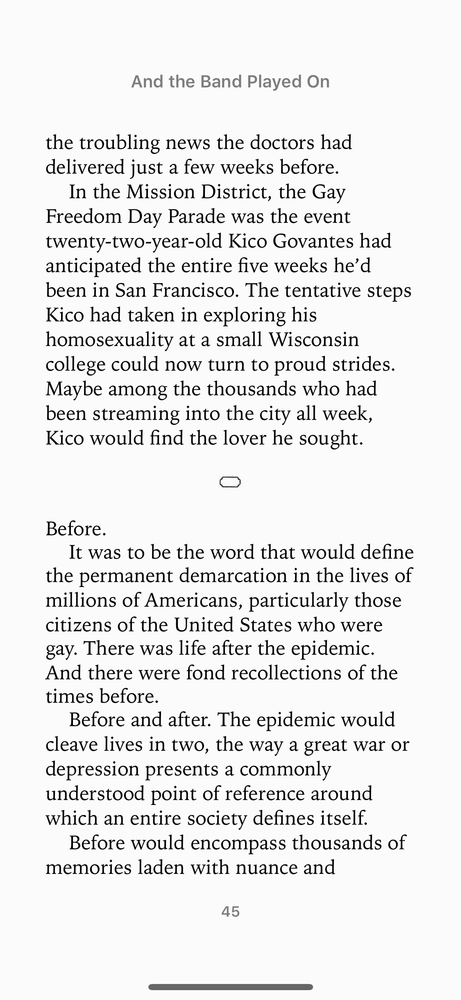 And the Band Played On
the troubling news the doctors had
delivered just a few weeks before.
In the Mission District, the Gay
Freedom Day Parade was the event
twenty-two-year-old Kico Govantes had
anticipated the entire five weeks he’d
been in San Francisco. The tentative steps
Kico had taken in exploring his
homosexuality at a small Wisconsin
college could now turn to proud strides.
Maybe among the thousands who had
been streaming into the city all week,
Kico would find the lover he sought.
Before.
It was to be the word that would define
the permanent demarcation in the lives of
millions of Americans, particularly those
citizens of the United States who were
gay. There was life after the epidemic.
And there were fond recollections of the
times before.
Before and after. The epidemic would
cleave lives in two, the way a great war or
depression presents a commonly
understood point of reference around
which an entire society defines itself.
Before would encompass thousands of
memories laden with nuance and
45